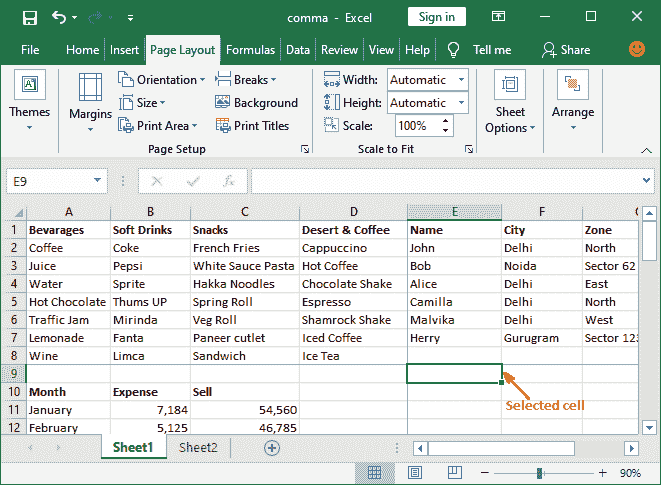 comma - Excel Sign in
File Home Insert Page Layout Formulas Data Review View Help Tell me Share
Themes Margins Orientation Breaks Width: Automatic Sheet Options Arrange
Size Background Height: Automatic
Print Area Print Titles Scale: 100%
Page Setup Scale to Fit
E9 fx
A B C D E F
1 Bevarages Soft Drinks Snacks Desert & Coffee Name City Zone
2 Coffee Coke French Fries Cappuccino John Delhi North
3 Juice Pepsi White Sauce Pasta Hot Coffee Bob Noida Sector 62
4 Water Sprite Hakka Noodles Chocolate Shake Alice Delhi East
5 Hot Chocolate Thums UP Spring Roll Espresso Camilla Delhi North
6 Traffic Jam Mirinda Veg Roll Shamrock Shake Malvika Delhi West
7 Lemonade Fanta Paneer cutlet Iced Coffee Herry Gurugram Sector
8 Wine Limca Sandwich Ice Tea
9
Selected cell
10 Month Expense Sell
11 January 7,184 54,560
12 February 5,125 46,785
Sheet1 Sheet2
90%